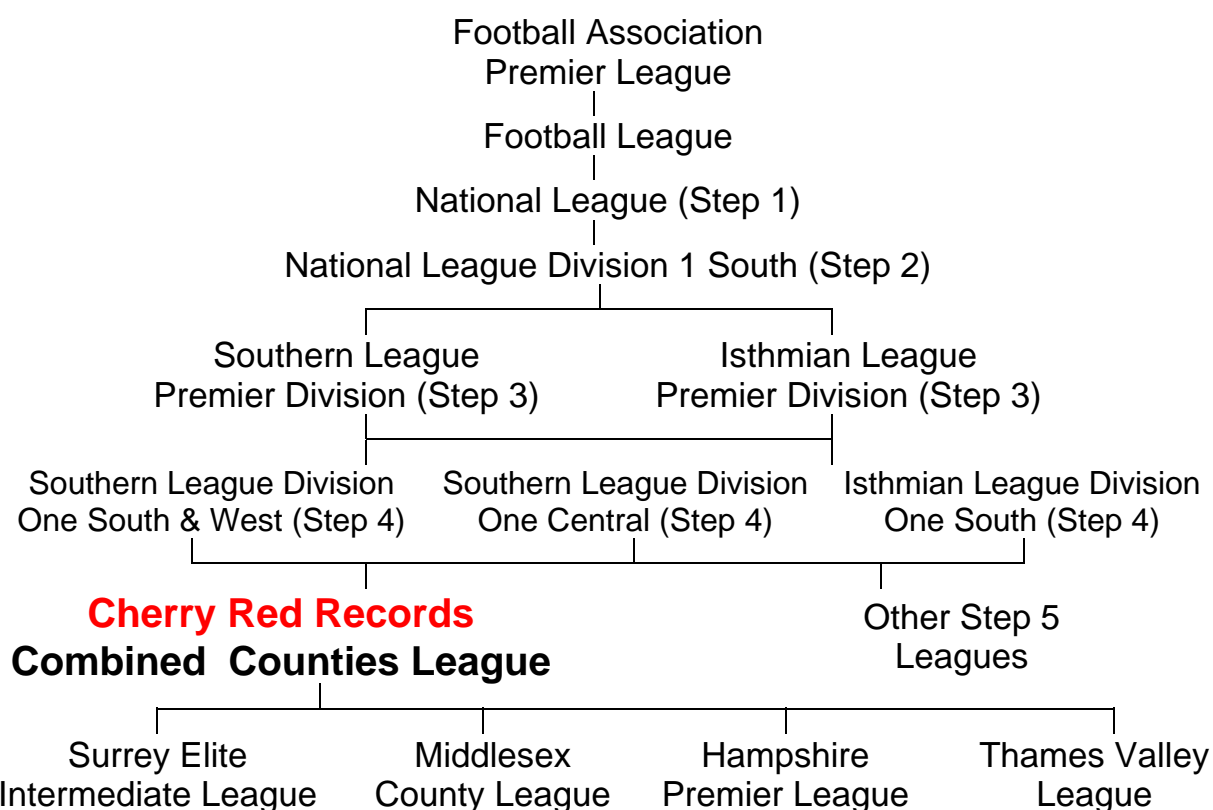 Football Association
Premier League
Football League
National League (Step 1)
National League Division 1 South (Step 2)
Southern League
Premier Division (Step 3)
Isthmian League
Premier Division (Step 3)
Southern League Division
One South & West (Step 4)
Southern League Division
One Central (Step 4)
Isthmian League Division
One South (Step 4)
Cherry Red Records
Combined Counties League
Other Step 5
Leagues
Surrey Elite
Intermediate League
Middlesex
County League
Hampshire
Premier League
Thames Valley
League